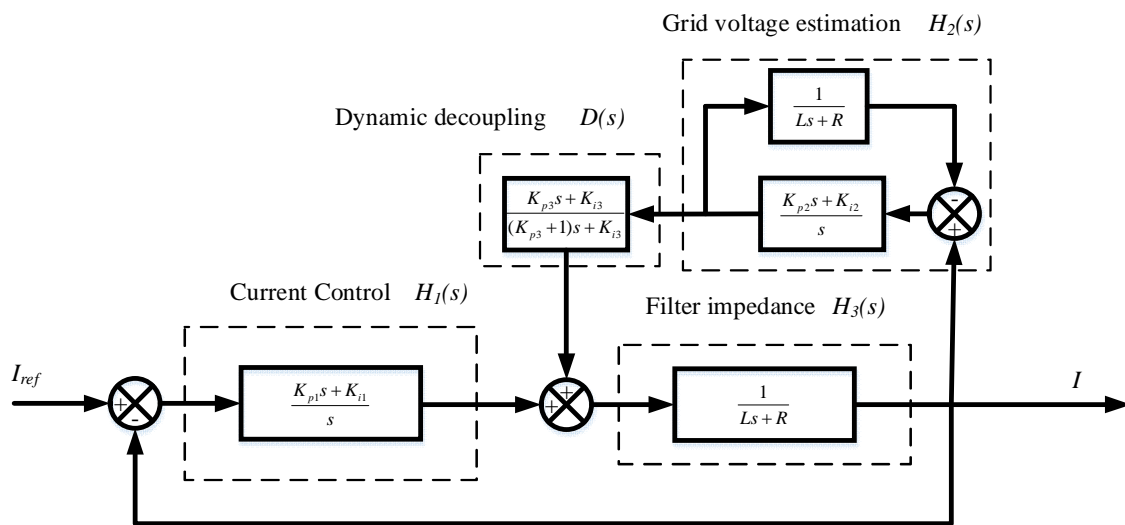 Grid voltage estimation H₂(s)
1
Ls + R
Dynamic decoupling D(s)
Kp3s + Ki3
(Kp3 + 1)s + Ki3
Kp2s + Ki2
s
-
+
Current Control H₁(s)
Filter impedance H₃(s)
Iref
+
-
Kp1s + Ki1
s
+
+
1
Ls + R
I